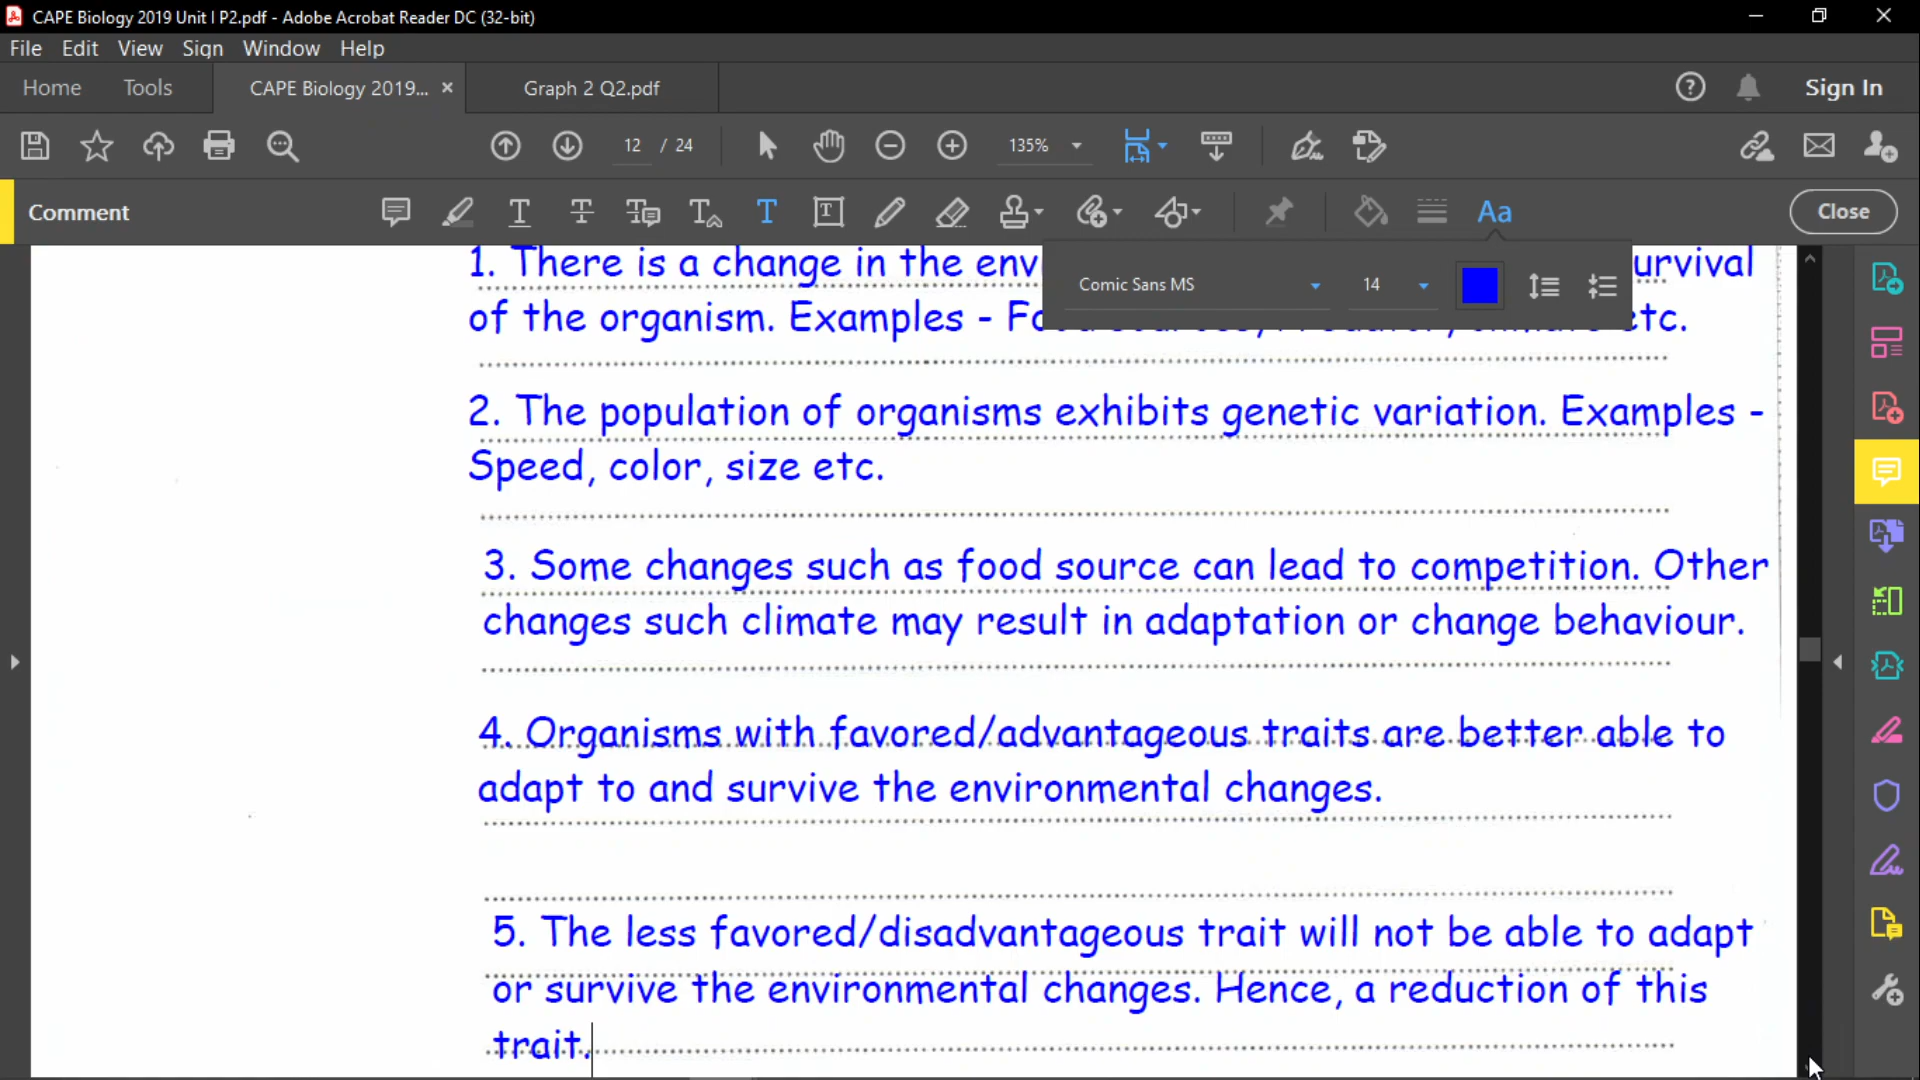 CAPE Biology 2019 Unit I P2.pdf - Adobe Acrobat Reader DC (32-bit)
File Edit View Sign Window Help
Home Tools CAPE Biology 2019... × Graph 2 Q2.pdf Sign In
12 / 24 135%
Comment Close
Comic Sans MS 14
1. There is a change in the env urvival
of the organism. Examples - etc.
2. The population of organisms exhibits genetic variation. Examples -
Speed, color, size etc.
3. Some changes such as food source can lead to competition. Other
changes such climate may result in adaptation or change behaviour.
4. Organisms with favored/advantageous traits are better able to
adapt to and survive the environmental changes.
5. The less favored/disadvantageous trait will not be able to adapt
or survive the environmental changes. Hence, a reduction of this
trait.